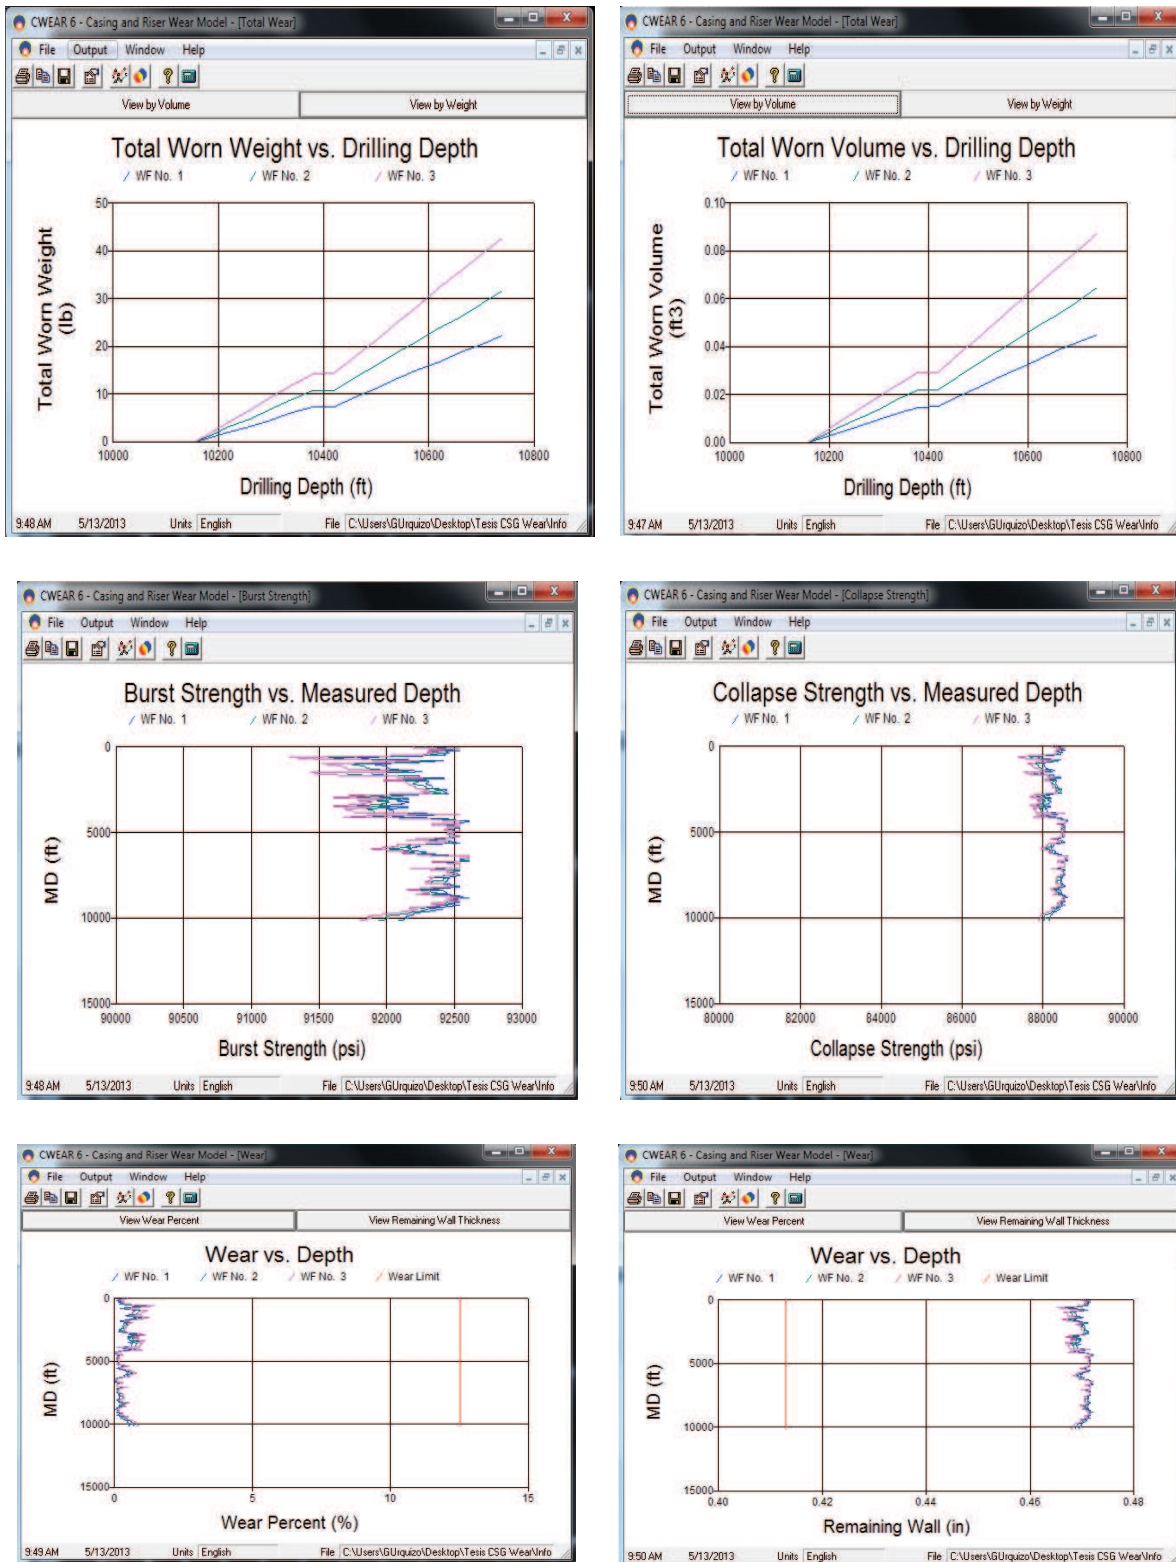 CWEAR 6 - Casing and Riser Wear Model - [Total Wear]
File Output Window Help
View by Volume View by Weight
Total Worn Weight vs. Drilling Depth
WF No. 1 WF No. 2 WF No. 3
Total Worn Weight
(lb)
50
40
30
20
10
0
10000 10200 10400 10600 10800
Drilling Depth (ft)
9:48 AM 5/13/2013 Units English File C:\Users\GUrquizo\Desktop\Tesis CSG Wear\Info
CWEAR 6 - Casing and Riser Wear Model - [Total Wear]
File Output Window Help
View by Volume View by Weight
Total Worn Volume vs. Drilling Depth
WF No. 1 WF No. 2 WF No. 3
Total Worn Volume
(ft3)
0.10
0.08
0.06
0.04
0.02
0.00
10000 10200 10400 10600 10800
Drilling Depth (ft)
9:47 AM 5/13/2013 Units English File C:\Users\GUrquizo\Desktop\Tesis CSG Wear\Info
CWEAR 6 - Casing and Riser Wear Model - [Burst Strength]
File Output Window Help
Burst Strength vs. Measured Depth
WF No. 1 WF No. 2 WF No. 3
MD (ft)
0
5000
10000
15000
90000 90500 91000 91500 92000 92500 93000
Burst Strength (psi)
9:48 AM 5/13/2013 Units English File C:\Users\GUrquizo\Desktop\Tesis CSG Wear\Info
CWEAR 6 - Casing and Riser Wear Model - [Collapse Strength]
File Output Window Help
Collapse Strength vs. Measured Depth
WF No. 1 WF No. 2 WF No. 3
MD (ft)
0
5000
10000
15000
80000 82000 84000 86000 88000 90000
Collapse Strength (psi)
9:50 AM 5/13/2013 Units English File C:\Users\GUrquizo\Desktop\Tesis CSG Wear\Info
CWEAR 6 - Casing and Riser Wear Model - [Wear]
File Output Window Help
View Wear Percent View Remaining Wall Thickness
Wear vs. Depth
WF No. 1 WF No. 2 WF No. 3 Wear Limit
MD (ft)
0
5000
10000
15000
0 5 10 15
Wear Percent (%)
9:49 AM 5/13/2013 Units English File C:\Users\GUrquizo\Desktop\Tesis CSG Wear\Info
CWEAR 6 - Casing and Riser Wear Model - [Wear]
File Output Window Help
View Wear Percent View Remaining Wall Thickness
Wear vs. Depth
WF No. 1 WF No. 2 WF No. 3 Wear Limit
MD (ft)
0
5000
10000
15000
0.40 0.42 0.44 0.46 0.48
Remaining Wall (in)
9:50 AM 5/13/2013 Units English File C:\Users\GUrquizo\Desktop\Tesis CSG Wear\Info